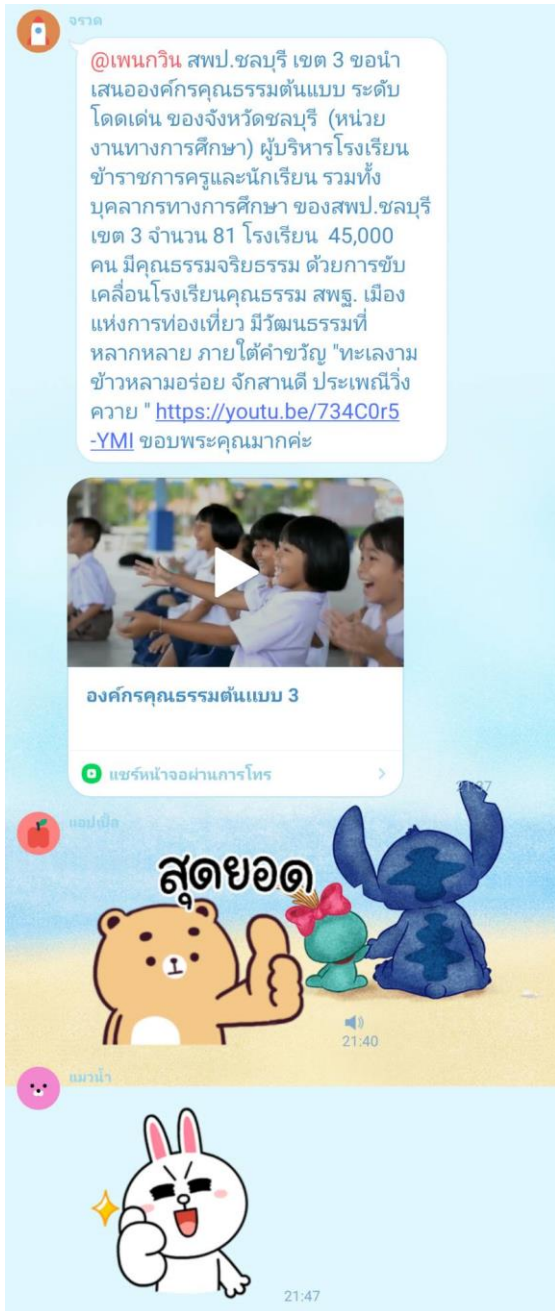 จรวด
@เพนกวิน สพป.ชลบุรี เขต 3 ขอนำ
เสนอองค์กรคุณธรรมต้นแบบ ระดับ
โดดเด่น ของจังหวัดชลบุรี (หน่วย
งานทางการศึกษา) ผู้บริหารโรงเรียน
ข้าราชการครูและนักเรียน รวมทั้ง
บุคลากรทางการศึกษา ของสพป.ชลบุรี
เขต 3 จำนวน 81 โรงเรียน 45,000
คน มีคุณธรรมจริยธรรม ด้วยการขับ
เคลื่อนโรงเรียนคุณธรรม สพฐ. เมือง
แห่งการท่องเที่ยว มีวัฒนธรรมที่
หลากหลาย ภายใต้คำขวัญ "ทะเลงาม
ข้าวหลามอร่อย จักสานดี ประเพณีวิ่ง
ควาย " https://youtu.be/734C0r5
-YMI ขอบพระคุณมากค่ะ
องค์กรคุณธรรมต้นแบบ 3
แชร์หน้าจอผ่านการโทร
21:37
แอปเปิ้ล
สุดยอด
21:40
แมวน้ำ
21:47